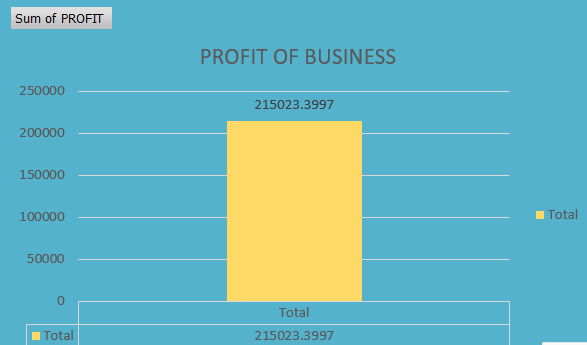 Sum of PROFIT
PROFIT OF BUSINESS
250000
215023.3997
200000
150000
100000
Total
50000
0
Total
Total 215023.3997